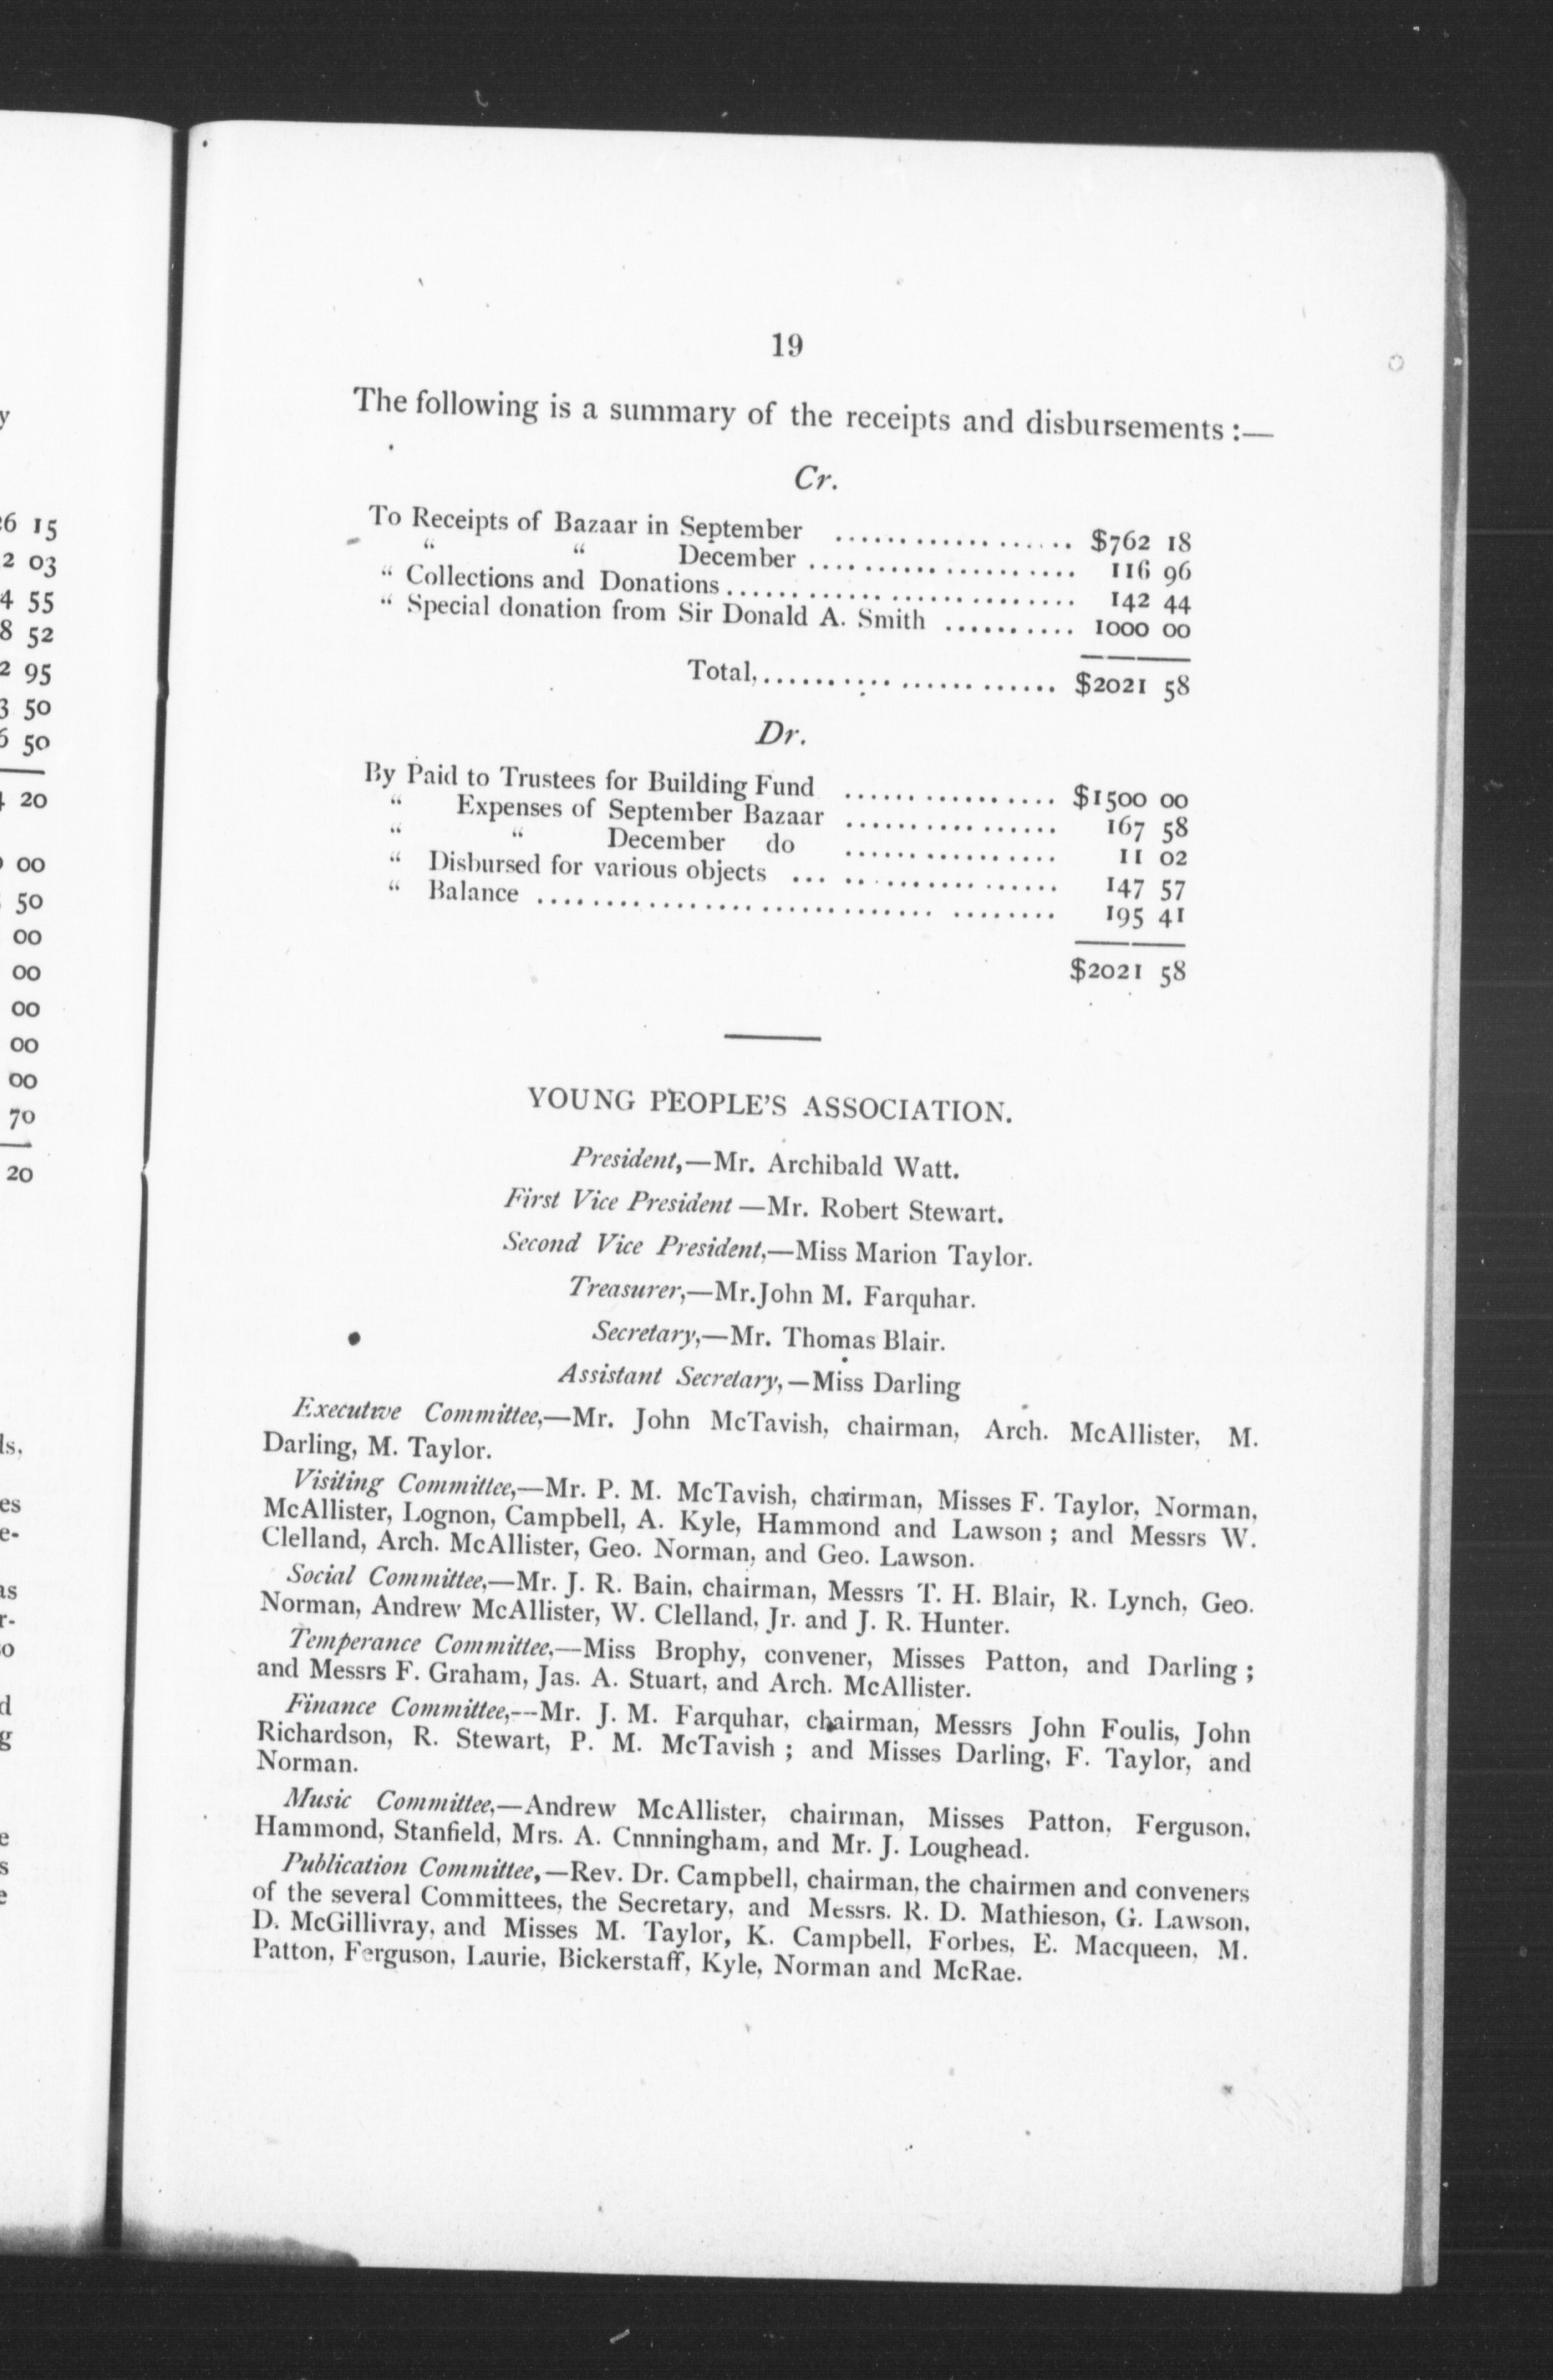 19
The following is a summary of the receipts and disbursements :—
Cr.
To Receipts of Bazaar in September .................. $762 18
“ “ December .................... 116 96
“ Collections and Donations.......................... 142 44
“ Special donation from Sir Donald A. Smith .......... 1000 00
Total,...................... $2021 58
Dr.
By Paid to Trustees for Building Fund ................ $1500 00
“ Expenses of September Bazaar ................ 167 58
“ “ December do ................ 11 02
“ Disbursed for various objects .................... 147 57
“ Balance ..................................... 195 41
$2021 58
YOUNG PEOPLE'S ASSOCIATION.
President,—Mr. Archibald Watt.
First Vice President —Mr. Robert Stewart.
Second Vice President,—Miss Marion Taylor.
Treasurer,—Mr.John M. Farquhar.
Secretary,—Mr. Thomas Blair.
Assistant Secretary,—Miss Darling
Executive Committee,—Mr. John McTavish, chairman, Arch. McAllister, M.
Darling, M. Taylor.
Visiting Committee,—Mr. P. M. McTavish, chairman, Misses F. Taylor, Norman,
McAllister, Lognon, Campbell, A. Kyle, Hammond and Lawson ; and Messrs W.
Clelland, Arch. McAllister, Geo. Norman, and Geo. Lawson.
Social Committee,—Mr. J. R. Bain, chairman, Messrs T. H. Blair, R. Lynch, Geo.
Norman, Andrew McAllister, W. Clelland, Jr. and J. R. Hunter.
Temperance Committee,—Miss Brophy, convener, Misses Patton, and Darling ;
and Messrs F. Graham, Jas. A. Stuart, and Arch. McAllister.
Finance Committee,--Mr. J. M. Farquhar, chairman, Messrs John Foulis, John
Richardson, R. Stewart, P. M. McTavish ; and Misses Darling, F. Taylor, and
Norman.
Music Committee,—Andrew McAllister, chairman, Misses Patton, Ferguson,
Hammond, Stanfield, Mrs. A. Cnnningham, and Mr. J. Loughead.
Publication Committee,—Rev. Dr. Campbell, chairman, the chairmen and conveners
of the several Committees, the Secretary, and Messrs. R. D. Mathieson, G. Lawson,
D. McGillivray, and Misses M. Taylor, K. Campbell, Forbes, E. Macqueen, M.
Patton, Ferguson, Laurie, Bickerstaff, Kyle, Norman and McRae.